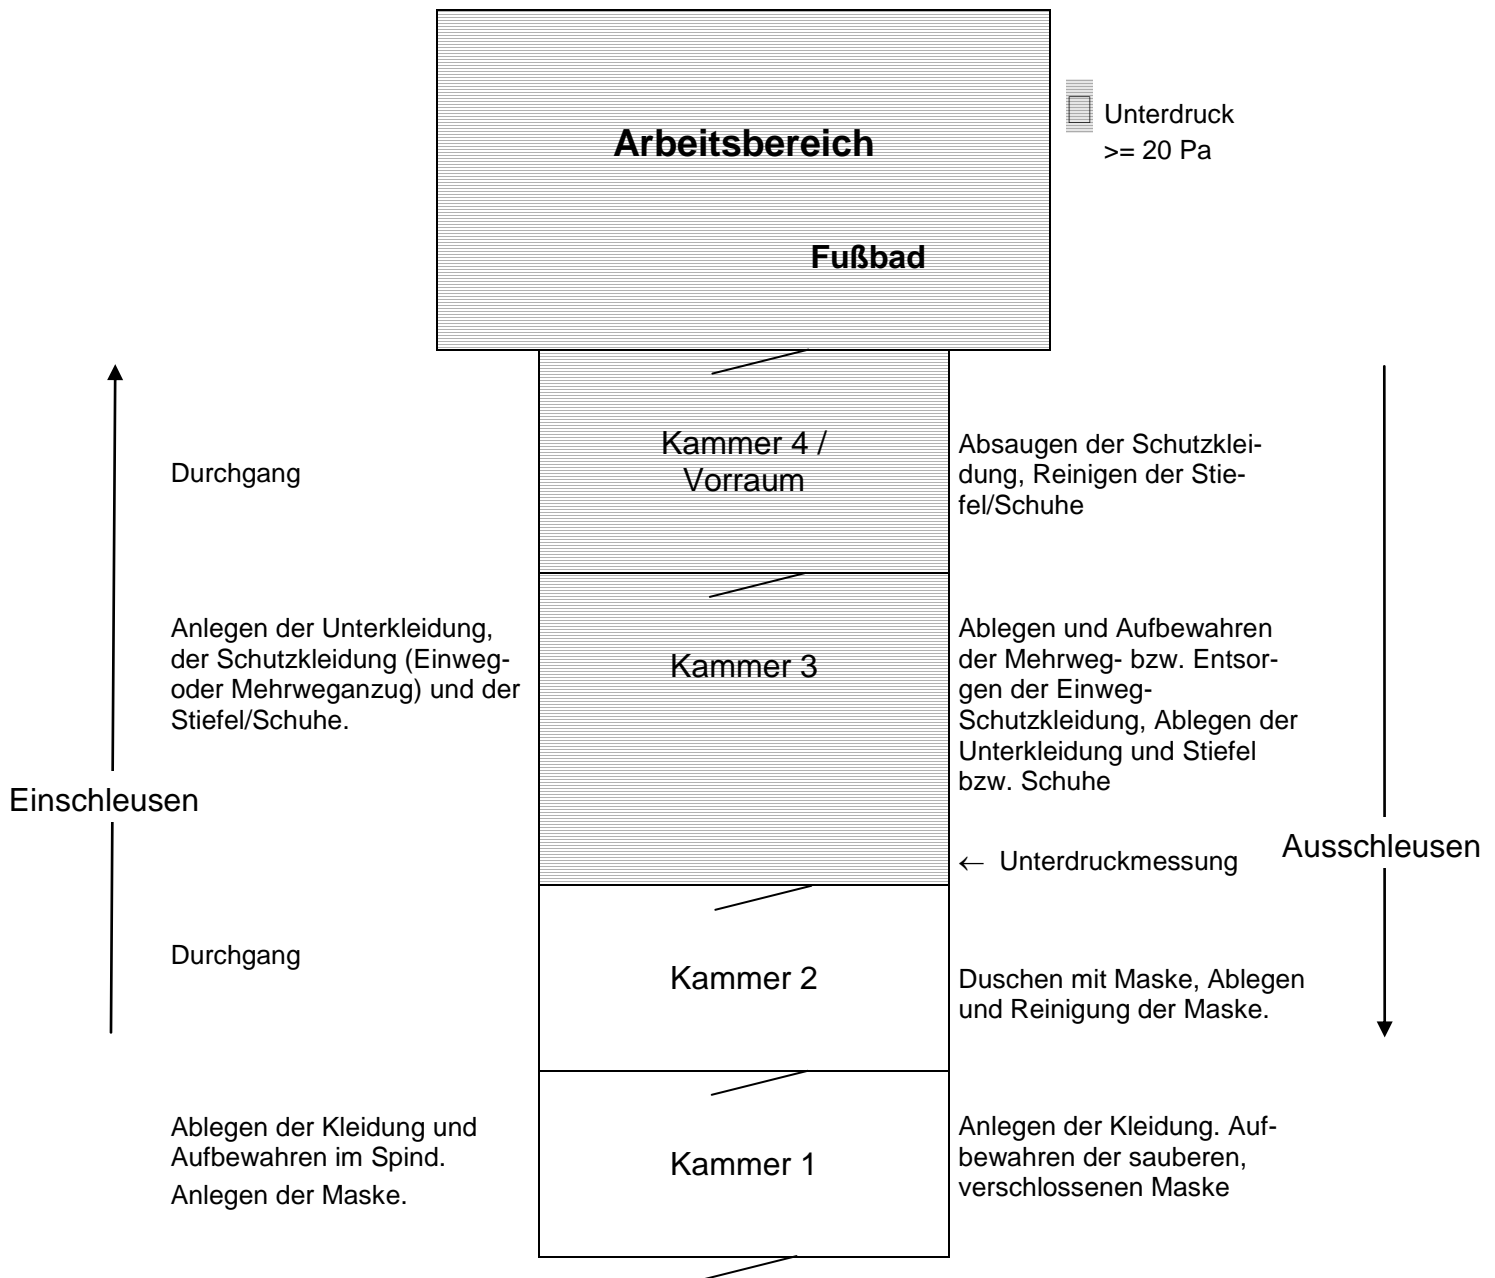 Arbeitsbereich
Unterdruck
>= 20 Pa
Fußbad
Durchgang
Kammer 4 /
Vorraum
Absaugen der Schutzklei-
dung, Reinigen der Stie-
fel/Schuhe
Anlegen der Unterkleidung,
der Schutzkleidung (Einweg-
oder Mehrweganzug) und der
Stiefel/Schuhe.
Kammer 3
Ablegen und Aufbewahren
der Mehrweg- bzw. Entsor-
gen der Einweg-
Schutzkleidung, Ablegen der
Unterkleidung und Stiefel
bzw. Schuhe
Einschleusen
← Unterdruckmessung
Ausschleusen
Durchgang
Kammer 2
Duschen mit Maske, Ablegen
und Reinigung der Maske.
Ablegen der Kleidung und
Aufbewahren im Spind.
Anlegen der Maske.
Kammer 1
Anlegen der Kleidung. Auf-
bewahren der sauberen,
verschlossenen Maske